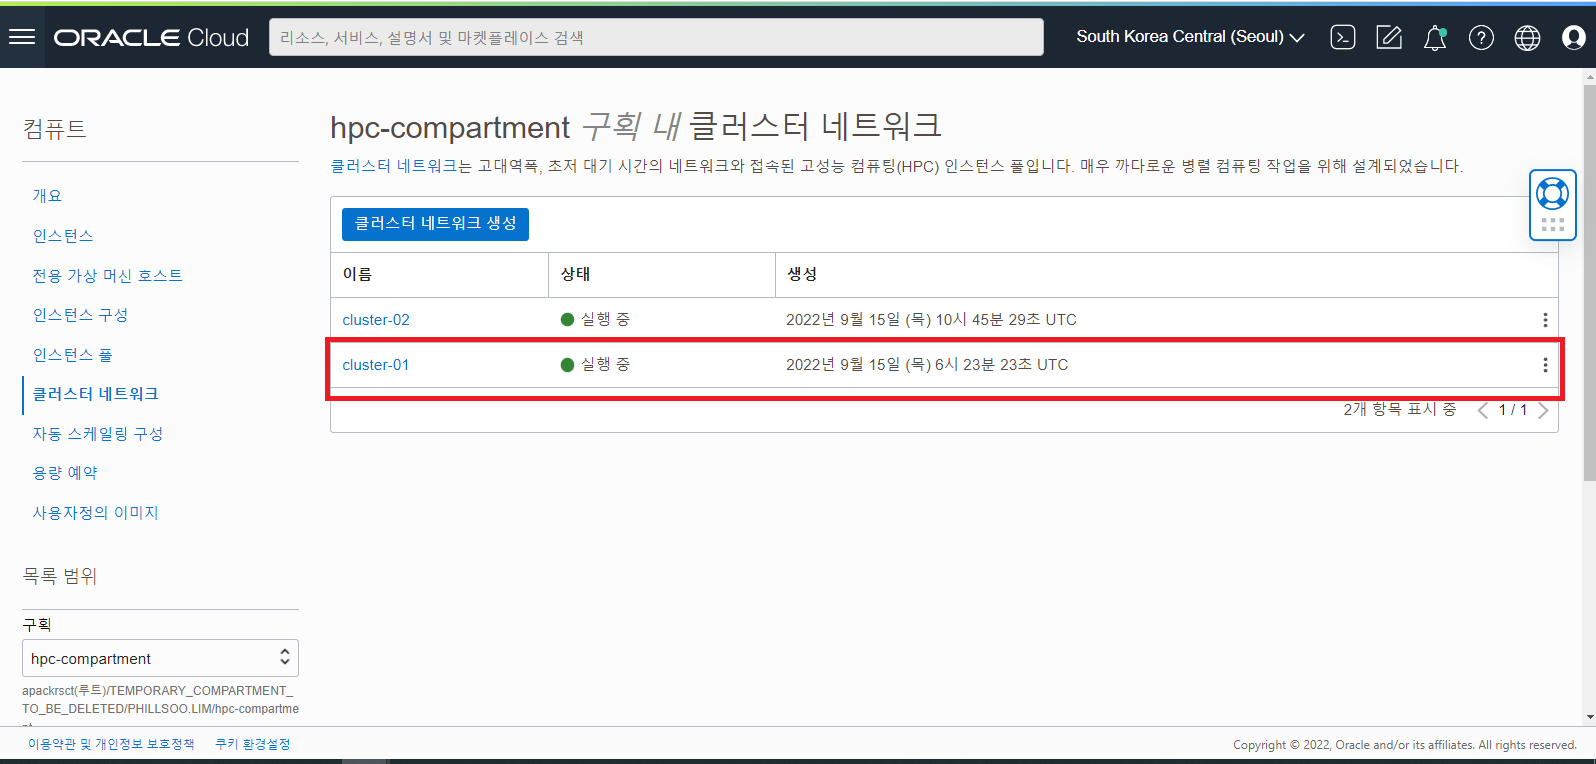 ORACLE Cloud
리소스, 서비스, 설명서 및 마켓플레이스 검색
South Korea Central (Seoul)
컴퓨트
개요
인스턴스
전용 가상 머신 호스트
인스턴스 구성
인스턴스 풀
클러스터 네트워크
자동 스케일링 구성
용량 예약
사용자정의 이미지
목록 범위
구획
hpc-compartment
apackrsct(루트)/TEMPORARY_COMPARTMENT_
TO_BE_DELETED/PHILLSOO.LIM/hpc-compartme
hpc-compartment 구획 내 클러스터 네트워크
클러스터 네트워크는 고대역폭, 초저 대기 시간의 네트워크와 접속된 고성능 컴퓨팅(HPC) 인스턴스 풀입니다. 매우 까다로운 병렬 컴퓨팅 작업을 위해 설계되었습니다.
클러스터 네트워크 생성
이름 상태 생성
cluster-02 실행 중 2022년 9월 15일 (목) 10시 45분 29초 UTC
cluster-01 실행 중 2022년 9월 15일 (목) 6시 23분 23초 UTC
2개 항목 표시 중 1 / 1
이용약관 및 개인정보 보호정책 쿠키 환경설정
Copyright © 2022, Oracle and/or its affiliates. All rights reserved.